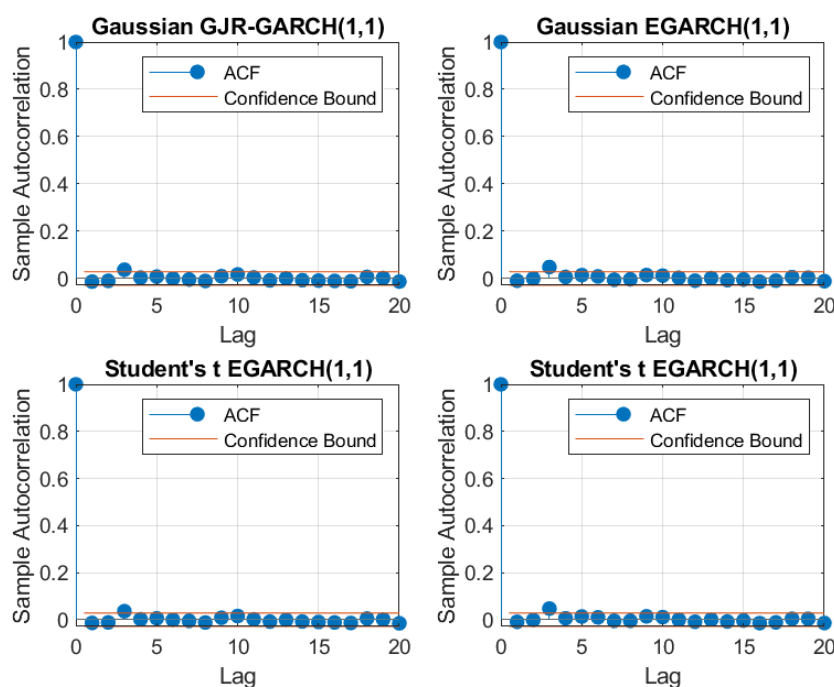 Gaussian GJR-GARCH(1,1)
Sample Autocorrelation
1
0.8
0.6
0.4
0.2
0
ACF
Confidence Bound
0 5 10 15 20
Lag
Gaussian EGARCH(1,1)
Sample Autocorrelation
1
0.8
0.6
0.4
0.2
0
ACF
Confidence Bound
0 5 10 15 20
Lag
Student's t EGARCH(1,1)
Sample Autocorrelation
1
0.8
0.6
0.4
0.2
0
ACF
Confidence Bound
0 5 10 15 20
Lag
Student's t EGARCH(1,1)
Sample Autocorrelation
1
0.8
0.6
0.4
0.2
0
ACF
Confidence Bound
0 5 10 15 20
Lag